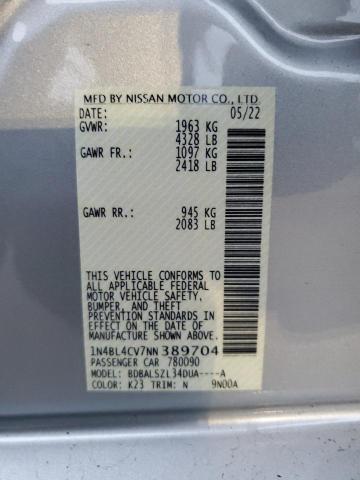 MFD BY NISSAN MOTOR CO., LTD.
DATE: 05/22
GVWR: 1963 KG
4328 LB
GAWR FR.: 1097 KG
2418 LB
GAWR RR.: 945 KG
2083 LB
THIS VEHICLE CONFORMS TO
ALL APPLICABLE FEDERAL
MOTOR VEHICLE SAFETY,
BUMPER, AND THEFT
PREVENTION STANDARDS IN
EFFECT ON THE DATE OF
MANUFACTURE SHOWN ABOVE.
1N4BL4CV7NN389704
PASSENGER CAR 780090
MODEL: BDBALSZL34DUA----A
COLOR: K23 TRIM: N 9N00A